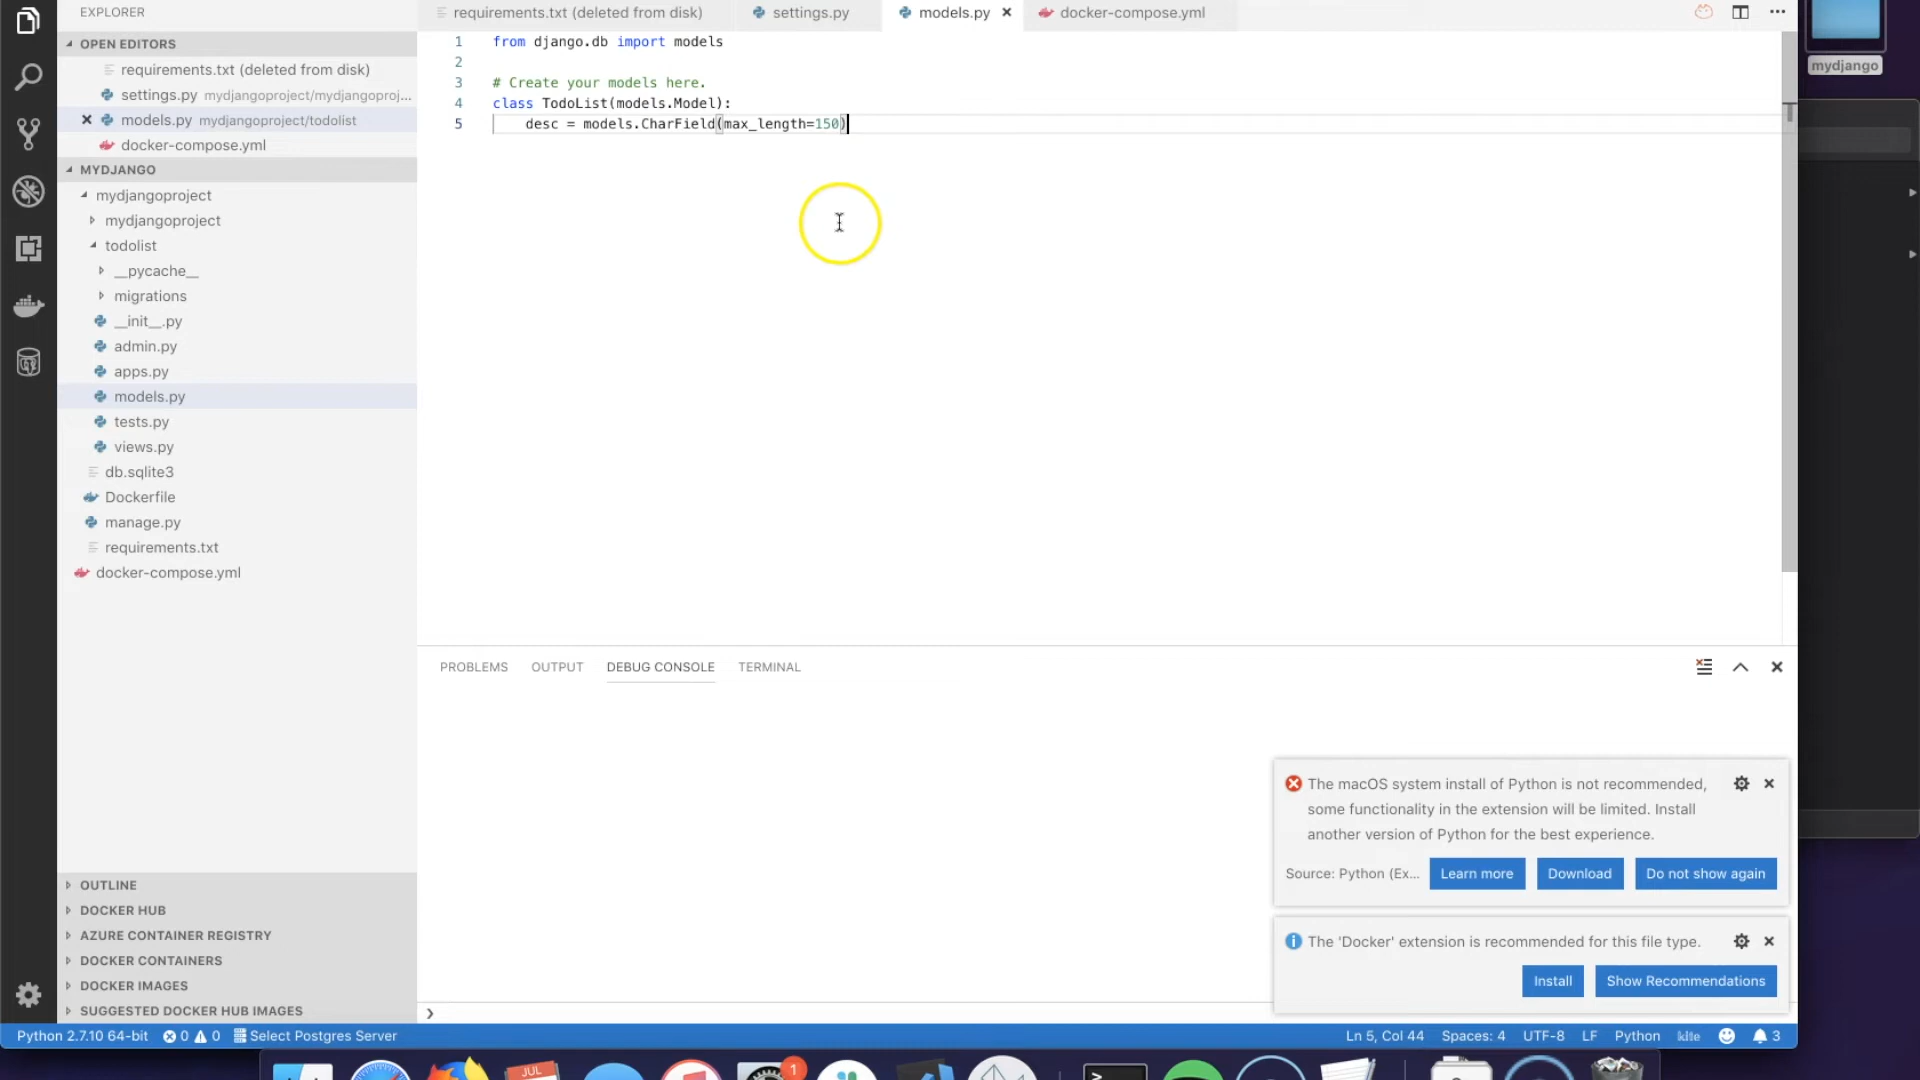 EXPLORER
OPEN EDITORS
requirements.txt (deleted from disk)
settings.py mydjangoproject/mydjangoproj...
models.py mydjangoproject/todolist
docker-compose.yml
MYDJANGO
mydjangoproject
mydjangoproject
todolist
__pycache__
migrations
__init__.py
admin.py
apps.py
models.py
tests.py
views.py
db.sqlite3
Dockerfile
manage.py
requirements.txt
docker-compose.yml
OUTLINE
DOCKER HUB
AZURE CONTAINER REGISTRY
DOCKER CONTAINERS
DOCKER IMAGES
SUGGESTED DOCKER HUB IMAGES
requirements.txt (deleted from disk) settings.py models.py docker-compose.yml
1 from django.db import models
2
3 # Create your models here.
4 class TodoList(models.Model):
5 desc = models.CharField(max_length=150)
PROBLEMS OUTPUT DEBUG CONSOLE TERMINAL
The macOS system install of Python is not recommended,
some functionality in the extension will be limited. Install
another version of Python for the best experience.
Source: Python (Ex... Learn more Download Do not show again
The 'Docker' extension is recommended for this file type.
Install Show Recommendations
Python 2.7.10 64-bit 0 0 Select Postgres Server Ln 5, Col 44 Spaces: 4 UTF-8 LF Python kite 3
mydjango
JUL
1